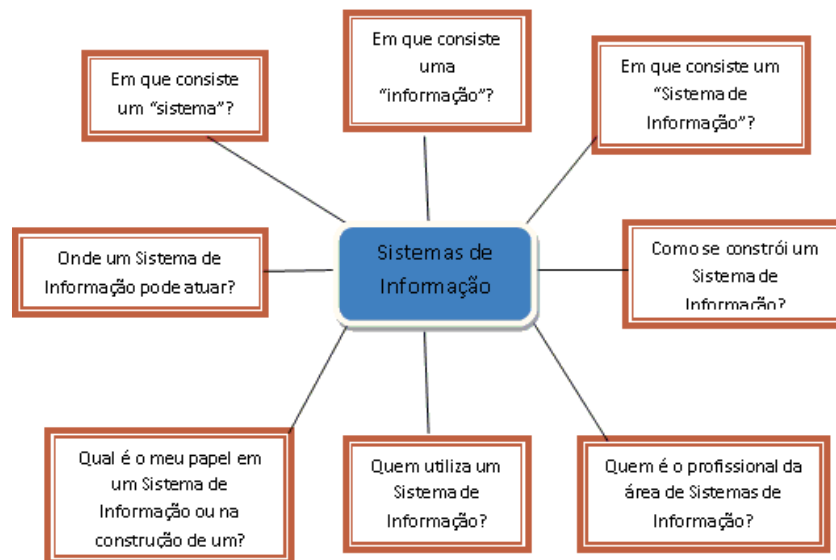 Em que consiste
um “sistema”?
Em que consiste
uma
“informação”?
Em que consiste um
“Sistema de
Informação”?
Onde um Sistema de
Informação pode atuar?
Sistemas de
Informação
Como se constrói um
Sistema de
Informação?
Qual é o meu papel em
um Sistema de
Informação ou na
construção de um?
Quem utiliza um
Sistema de
Informação?
Quem é o profissional da
área de Sistemas de
Informação?